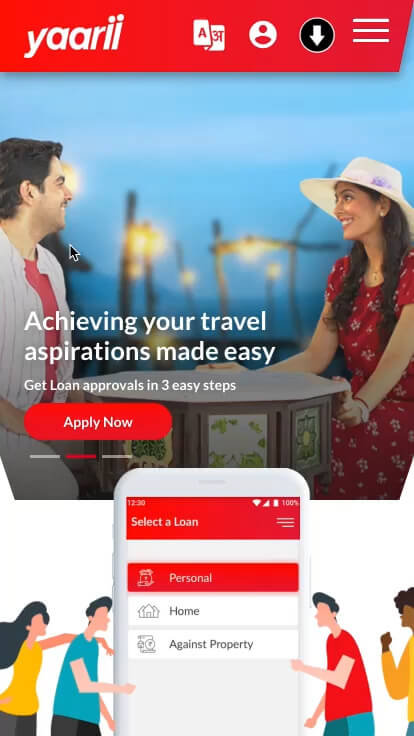 yaarii
A अ
Achieving your travel
aspirations made easy
Get Loan approvals in 3 easy steps
Apply Now
12:30 100%
Select a Loan
Personal
Home
Against Property